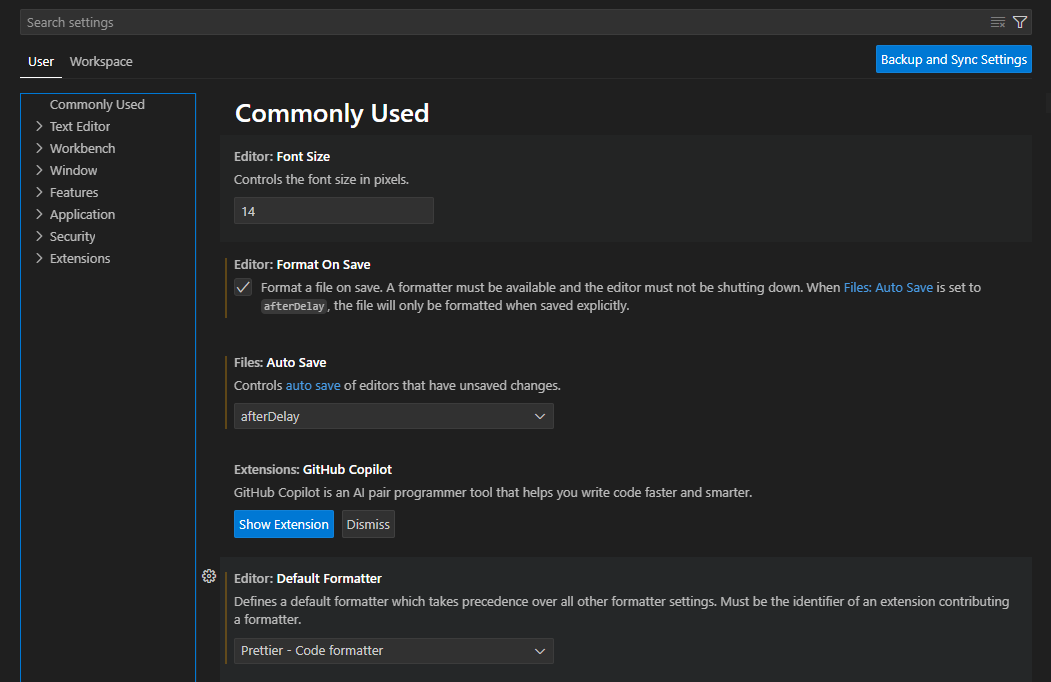 Search settings
User Workspace
Backup and Sync Settings
Commonly Used
Text Editor
Workbench
Window
Features
Application
Security
Extensions
Commonly Used
Editor: Font Size
Controls the font size in pixels.
14
Editor: Format On Save
Format a file on save. A formatter must be available and the editor must not be shutting down. When Files: Auto Save is set to
afterDelay, the file will only be formatted when saved explicitly.
Files: Auto Save
Controls auto save of editors that have unsaved changes.
afterDelay
Extensions: GitHub Copilot
GitHub Copilot is an AI pair programmer tool that helps you write code faster and smarter.
Show Extension Dismiss
Editor: Default Formatter
Defines a default formatter which takes precedence over all other formatter settings. Must be the identifier of an extension contributing
a formatter.
Prettier - Code formatter